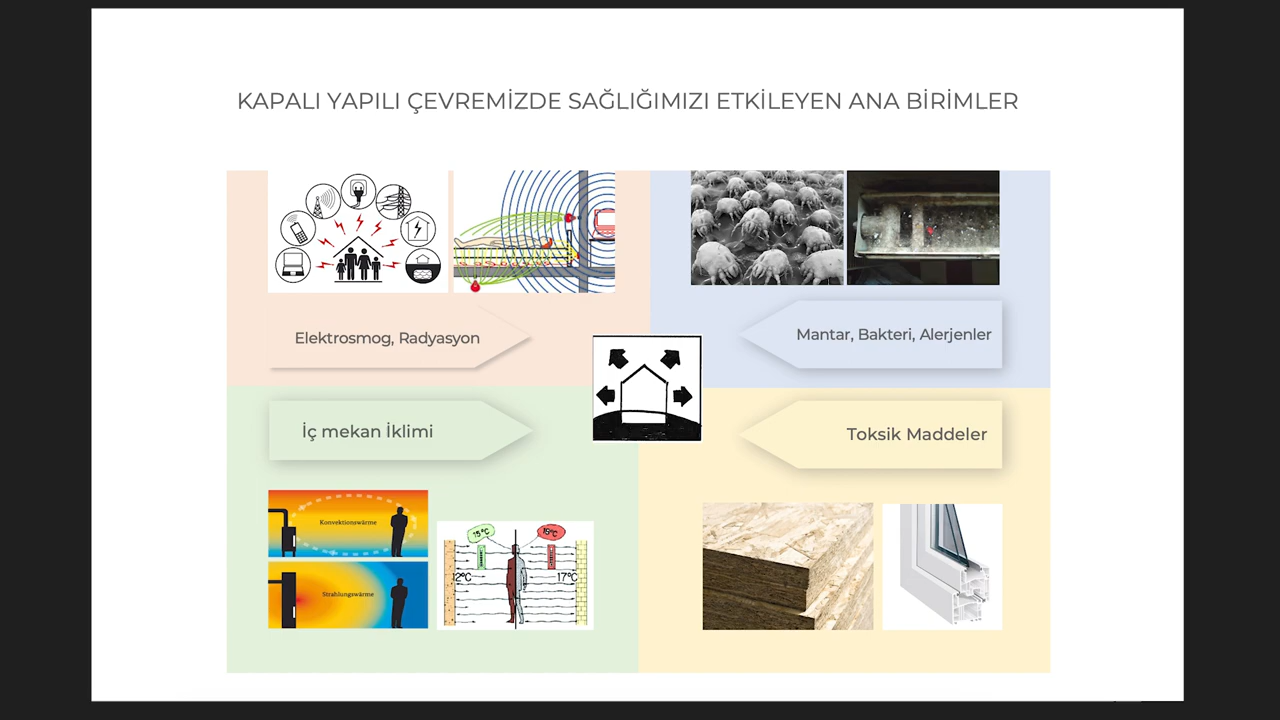 KAPALI YAPILI ÇEVREMİZDE SAĞLIĞIMIZI ETKİLEYEN ANA BİRİMLER
Elektrosmog, Radyasyon
Mantar, Bakteri, Alerjenler
İç mekan İklimi
Toksik Maddeler
Konvektionswärme
Strahlungswärme
15°C
17°C